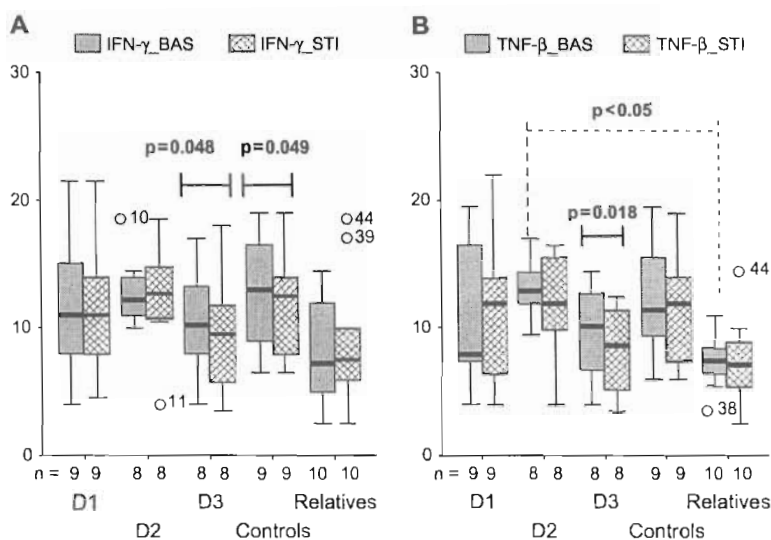 A B
IFN-γ_BAS IFN-γ_STI TNF-β_BAS TNF-β_STI
30 30
p<0.05
p=0.048 p=0.049
20 20
10 44
39
p=0.018
44
10 10
11 38
0 0
n = 9 9 8 8 8 8 9 9 10 10 n = 9 9 8 8 8 8 9 9 10 10
D1 D3 Relatives D1 D3 Relatives
D2 Controls D2 Controls